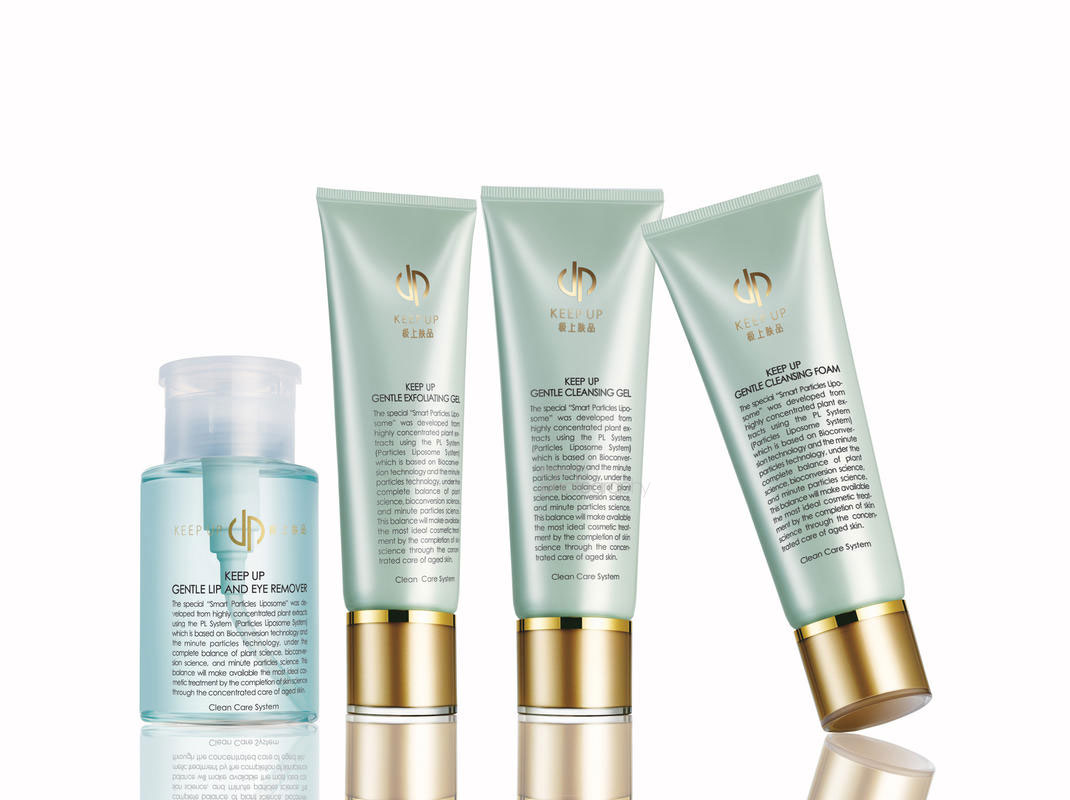 KEEP UP
极上肤品
KEEP UP
GENTLE LIP AND EYE REMOVER
The special “Smart Particles Liposome” was de-
veloped from highly concentrated plant extracts
using the PL System (Particles Liposome System)
which is based on Bioconversion technology and
the minute particles technology, under the
complete balance of plant science, bioconver-
sion science, and minute particles science. This
balance will make available the most ideal cos-
metic treatment by the completion of skin science
through the concentrated care of aged skin.
Clean Care System
KEEP UP
极上肤品
KEEP UP
GENTLE EXFOLIATING GEL
The special “Smart Particles Lipo-
some” was developed from
highly concentrated plant ex-
tracts using the PL System
(Particles Liposome System)
which is based on Bioconver-
sion technology and the minute
particles technology, under the
complete balance of plant
science, bioconversion science,
and minute particles science.
This balance will make available
the most ideal cosmetic treat-
ment by the completion of skin
science through the concen-
trated care of aged skin.
Clean Care System
KEEP UP
极上肤品
KEEP UP
GENTLE CLEANSING GEL
The special “Smart Particles Lipo-
some” was developed from
highly concentrated plant ex-
tracts using the PL System
(Particles Liposome System)
which is based on Bioconver-
sion technology and the minute
particles technology, under the
complete balance of plant
science, bioconversion science,
and minute particles science.
This balance will make available
the most ideal cosmetic treat-
ment by the completion of skin
science through the concen-
trated care of aged skin.
Clean Care System
KEEP UP
极上肤品
KEEP UP
GENTLE CLEANSING FOAM
The special “Smart Particles Lipo-
some” was developed from
highly concentrated plant ex-
tracts using the PL System
(Particles Liposome System)
which is based on Bioconver-
sion technology and the minute
particles technology, under the
complete balance of plant
science, bioconversion science,
and minute particles science.
This balance will make available
the most ideal cosmetic treat-
ment by the completion of skin
science through the concen-
trated care of aged skin.
Clean Care System